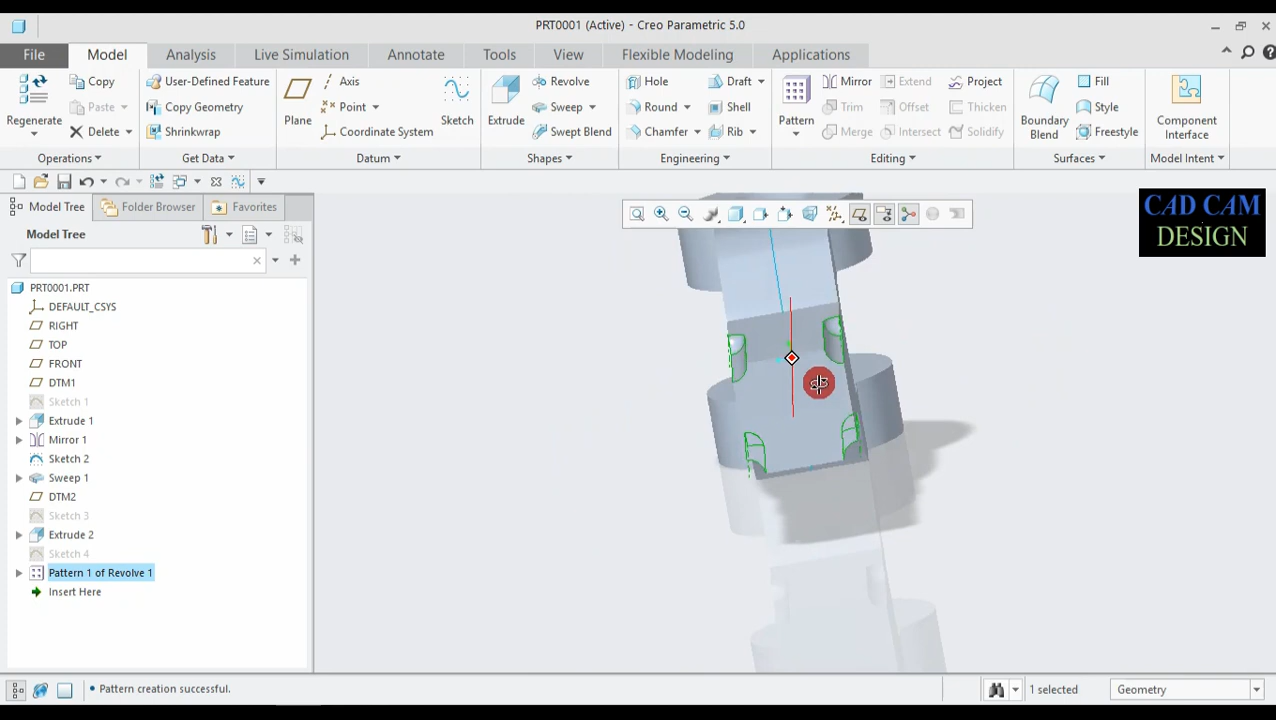 PRT0001 (Active) - Creo Parametric 5.0
File Model Analysis Live Simulation Annotate Tools View Flexible Modeling Applications
Regenerate Copy Paste Delete
Operations
User-Defined Feature
Copy Geometry
Shrinkwrap
Get Data
Plane Axis Point Coordinate System Sketch
Datum
Extrude Revolve Sweep Swept Blend
Shapes
Hole Draft
Round Shell
Chamfer Rib
Engineering
Pattern Mirror Extend Project
Trim Offset Thicken
Merge Intersect Solidify
Editing
Boundary Blend Fill Style Freestyle
Surfaces
Component Interface
Model Intent
Model Tree Folder Browser Favorites
Model Tree
PRT0001.PRT
DEFAULT_CSYS
RIGHT
TOP
FRONT
DTM1
Sketch 1
Extrude 1
Mirror 1
Sketch 2
Sweep 1
DTM2
Sketch 3
Extrude 2
Sketch 4
Pattern 1 of Revolve 1
Insert Here
CAD CAM
DESIGN
Pattern creation successful.
1 selected
Geometry